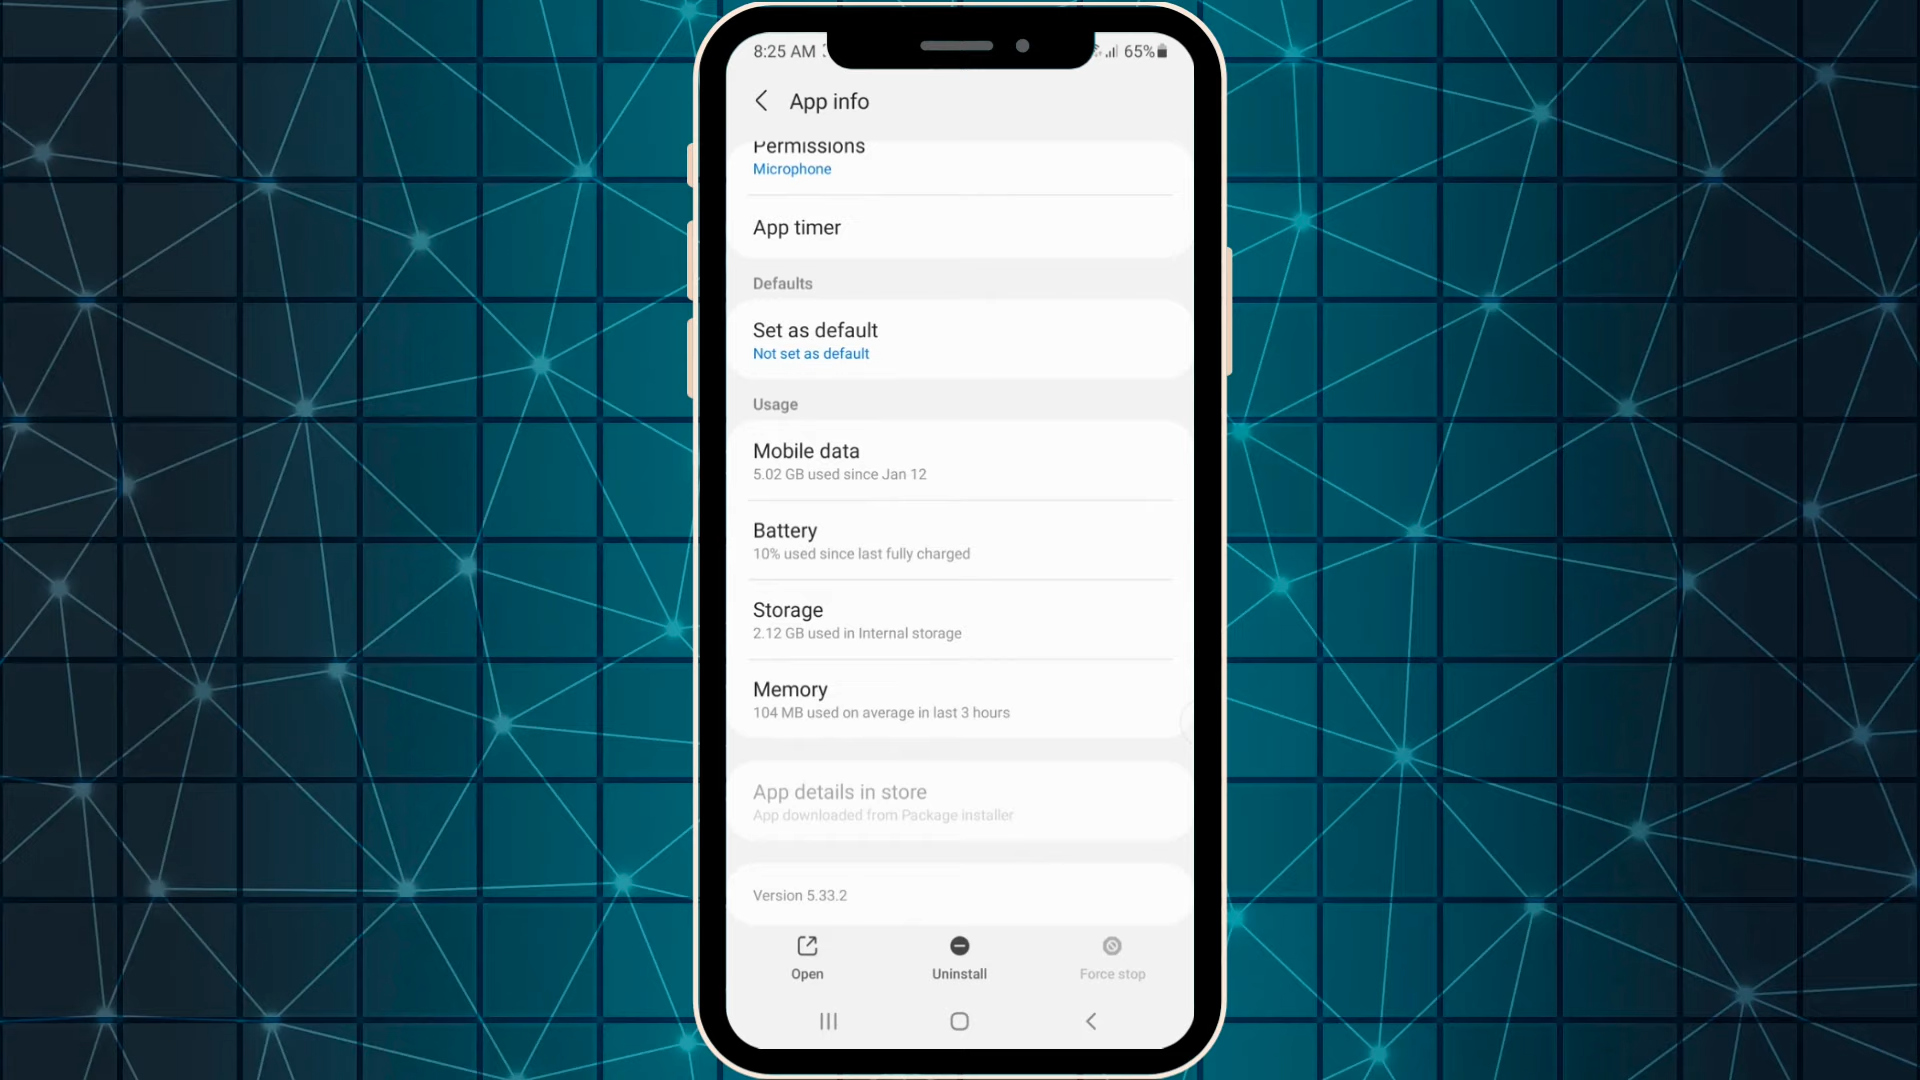 8:25 AM
65%
App info
Permissions
Microphone
App timer
Defaults
Set as default
Not set as default
Usage
Mobile data
5.02 GB used since Jan 12
Battery
10% used since last fully charged
Storage
2.12 GB used in Internal storage
Memory
104 MB used on average in last 3 hours
App details in store
App downloaded from Package installer
Version 5.33.2
Open
Uninstall
Force stop